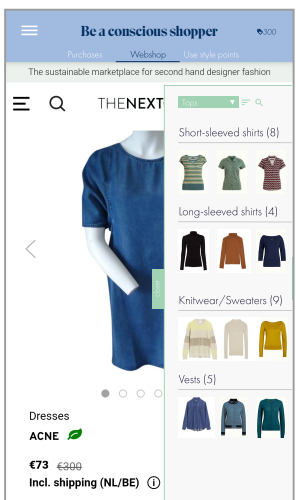 Be a conscious shopper
300
Purchases Webshop Use style points
The sustainable marketplace for second hand designer fashion
THENEXT
Tops
Short-sleeved shirts (8)
Long-sleeved shirts (4)
closet
Knitwear/Sweaters (9)
Vests (5)
Dresses
ACNE
€73 €300
Incl. shipping (NL/BE)